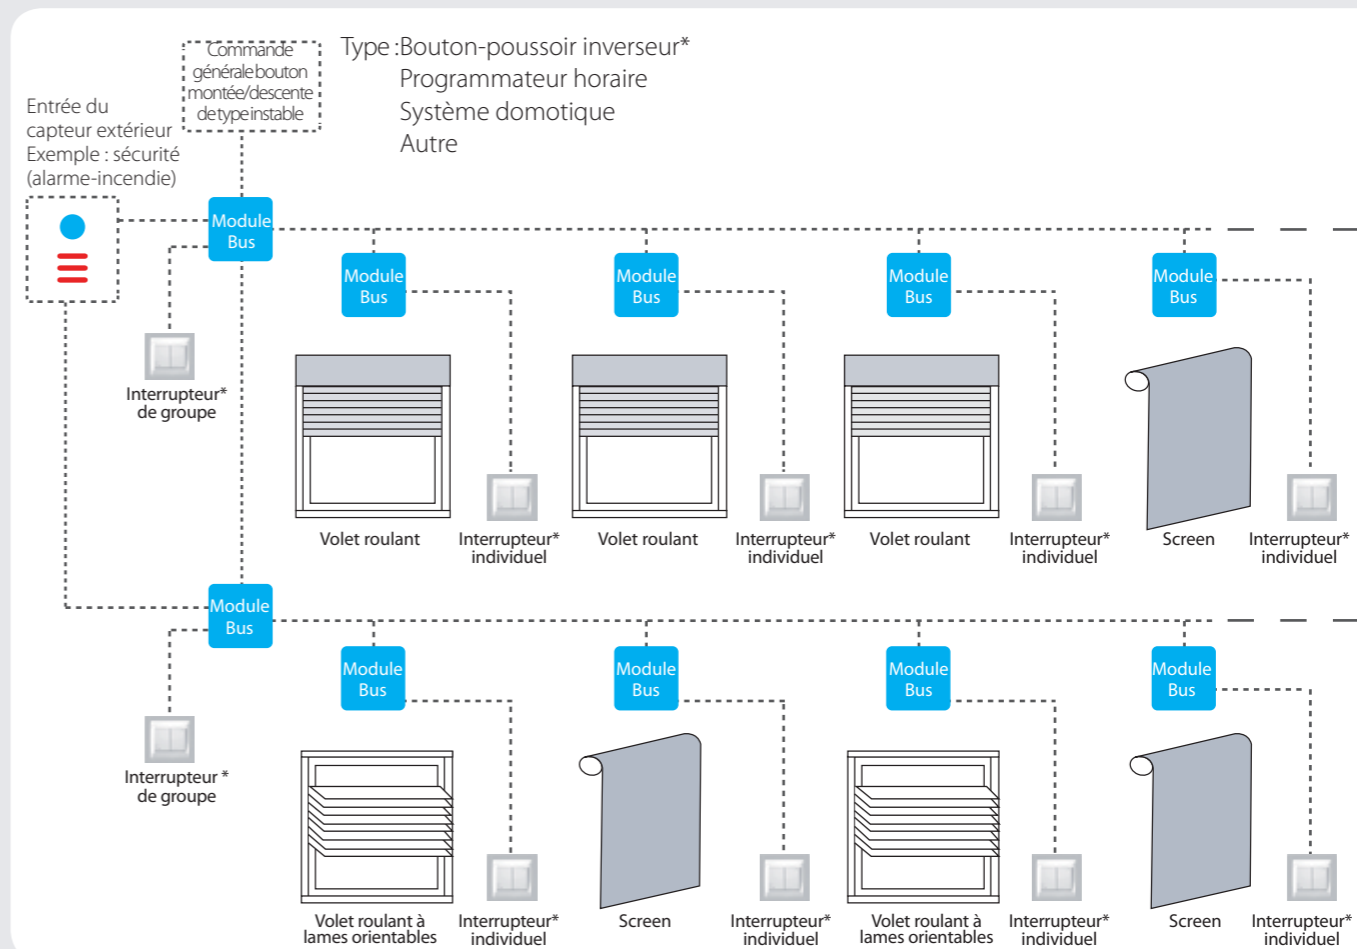 Commande
générale bouton
montée/descente
de type instable
Type :Bouton-poussoir inverseur*
Programmateur horaire
Système domotique
Autre
Entrée du
capteur extérieur
Exemple : sécurité
(alarme-incendie)
Module
Bus
Module
Bus
Module
Bus
Module
Bus
Module
Bus
Interrupteur*
de groupe
Volet roulant
Interrupteur*
individuel
Volet roulant
Interrupteur*
individuel
Volet roulant
Interrupteur*
individuel
Screen
Interrupteur*
individuel
Module
Bus
Module
Bus
Module
Bus
Module
Bus
Module
Bus
Interrupteur *
de groupe
Volet roulant à
lames orientables
Interrupteur*
individuel
Screen
Interrupteur*
individuel
Volet roulant à
lames orientables
Interrupteur*
individuel
Screen
Interrupteur*
individuel